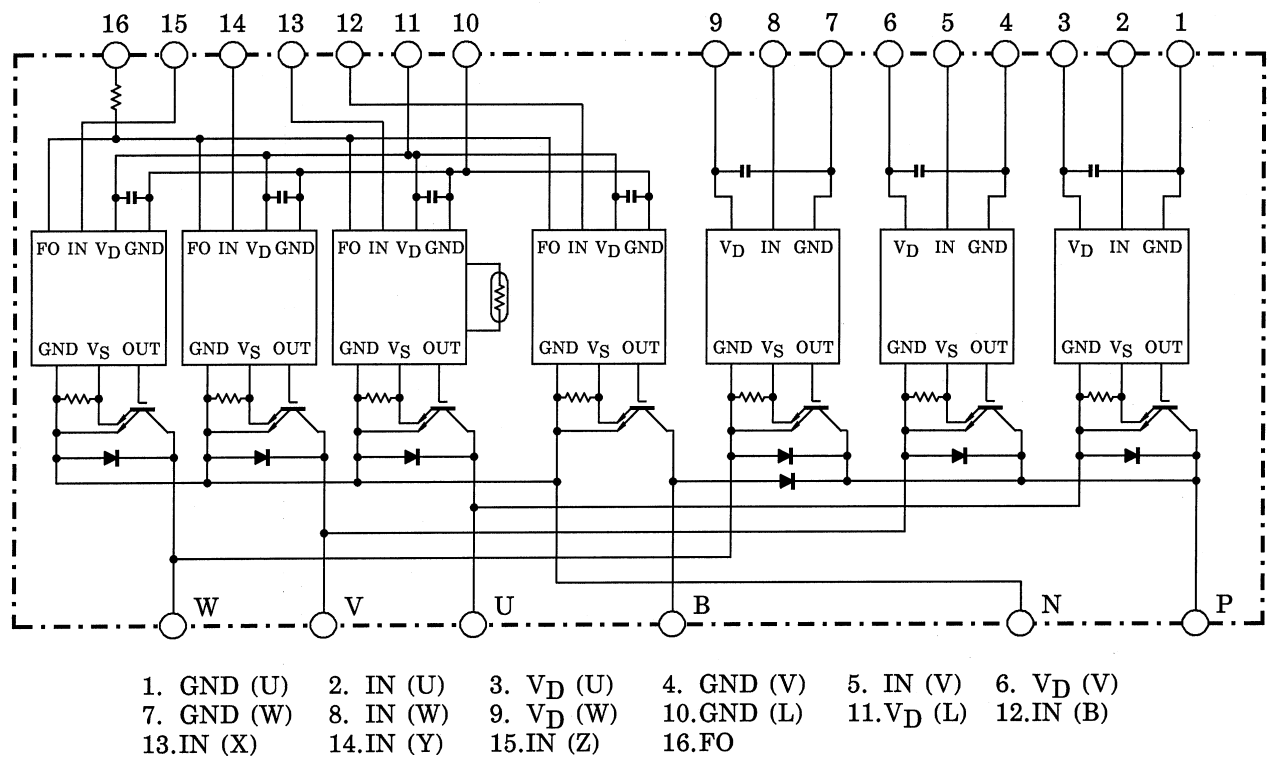 16 15 14 13 12 11 10 9 8 7 6 5 4 3 2 1
FO IN VD GND FO IN VD GND FO IN VD GND FO IN VD GND VD IN GND VD IN GND VD IN GND
GND VS OUT GND VS OUT GND VS OUT GND VS OUT GND VS OUT GND VS OUT GND VS OUT
W V U B N P
1. GND (U) 2. IN (U) 3. VD (U) 4. GND (V) 5. IN (V) 6. VD (V)
7. GND (W) 8. IN (W) 9. VD (W) 10.GND (L) 11.VD (L) 12.IN (B)
13.IN (X) 14.IN (Y) 15.IN (Z) 16.FO